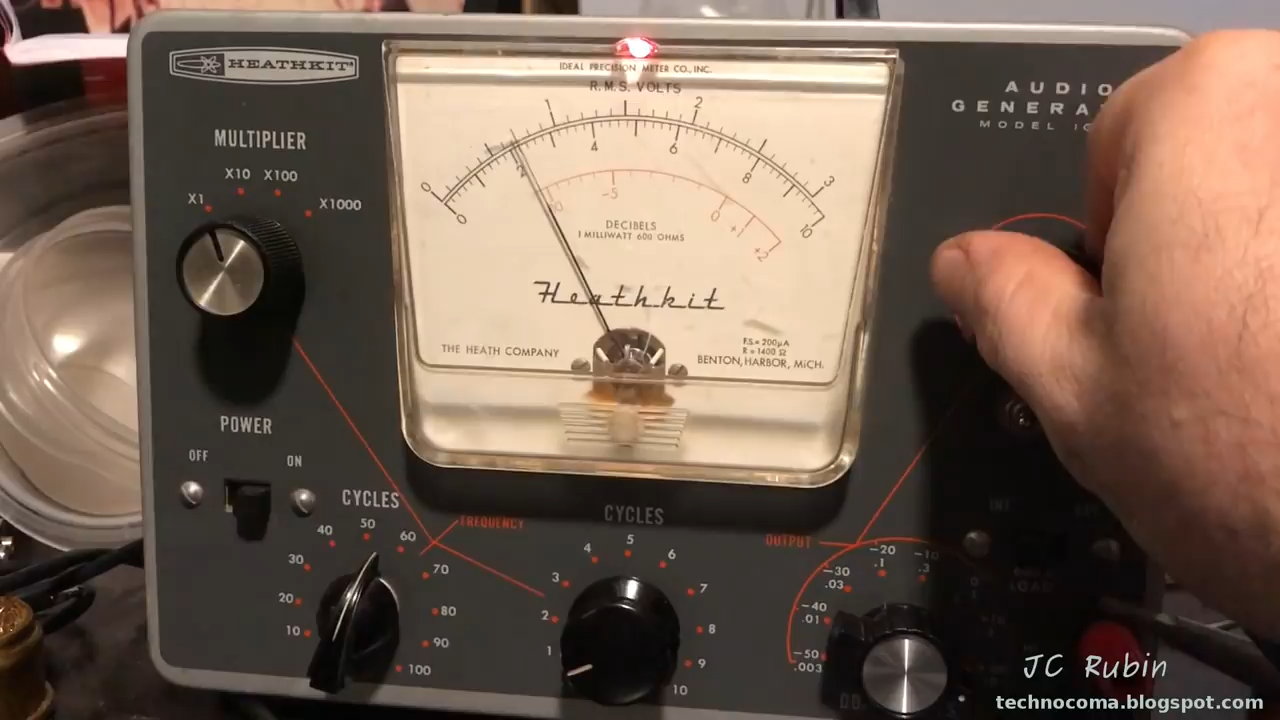 HEATHKIT®
MULTIPLIER
X1
X10
X100
X1000
IDEAL PRECISION METER CO., INC.
R.M.S. VOLTS
0 1 2 3
0 2 4 6 8 10
-5 0 +1 +2
DECIBELS
1 MILLIWATT 600 OHMS
Heathkit
THE HEATH COMPANY
F.S.=200μA
R=1400 Ω
BENTON, HARBOR, MICH.
AUDIO
MODEL
POWER
OFF
ON
CYCLES
FREQUENCY
10
20
30
40
50
60
70
80
90
100
CYCLES
1
2
3
4
5
6
7
8
9
10
OUTPUT
-50
.003
-40
.01
-30
.03
-20
.1
-10
.3
LOAD
JC Rubin
technocoma.blogspot.com